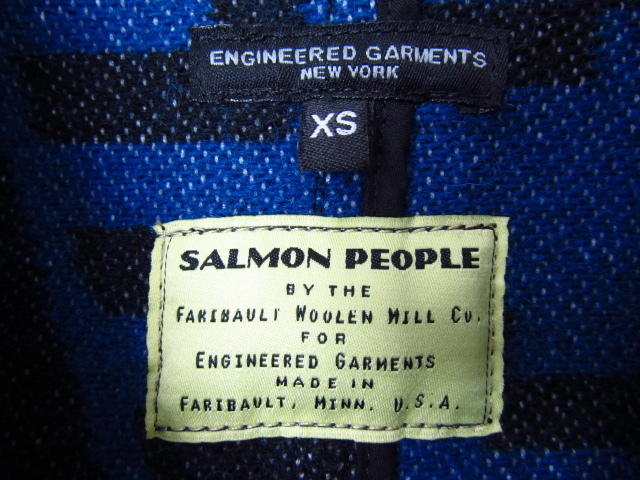 ENGINEERED GARMENTS
NEW YORK
XS
SALMON PEOPLE
BY THE
FARIBAULT WOOLEN MILL CO.
FOR
ENGINEERED GARMENTS
MADE IN
FARIBAULT, MINN. U.S.A.